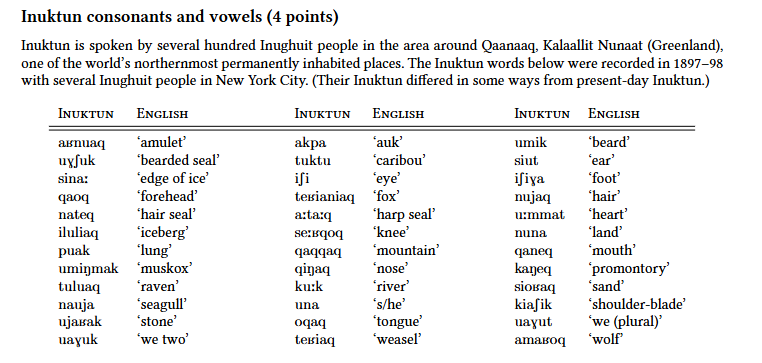 Inuktun consonants and vowels (4 points)
Inuktun is spoken by several hundred Inughuit people in the area around Qaanaaq, Kalaallit Nunaat (Greenland),
one of the world's northernmost permanently inhabited places. The Inuktun words below were recorded in 1897–98
with several Inughuit people in New York City. (Their Inuktun differed in some ways from present-day Inuktun.)
INUKTUN ENGLISH INUKTUN ENGLISH INUKTUN ENGLISH
aʁnuaq 'amulet' akpa 'auk' umik 'beard'
uɣʃuk 'bearded seal' tuktu 'caribou' siut 'ear'
sinaː 'edge of ice' iʃi 'eye' iʃiɣa 'foot'
qaoq 'forehead' teʁianiaq 'fox' nujaq 'hair'
nateq 'hair seal' aːtaːq 'harp seal' uːmmat 'heart'
iluliaq 'iceberg' seːʁqoq 'knee' nuna 'land'
puak 'lung' qaqqaq 'mountain' qaneq 'mouth'
umiŋmak 'muskox' qiŋaq 'nose' kaŋeq 'promontory'
tuluaq 'raven' kuːk 'river' sioʁaq 'sand'
nauja 'seagull' una 's/he' kiaʃik 'shoulder-blade'
ujaʁak 'stone' oqaq 'tongue' uaɣut 'we (plural)'
uaɣuk 'we two' teʁiaq 'weasel' amaʁoq 'wolf'